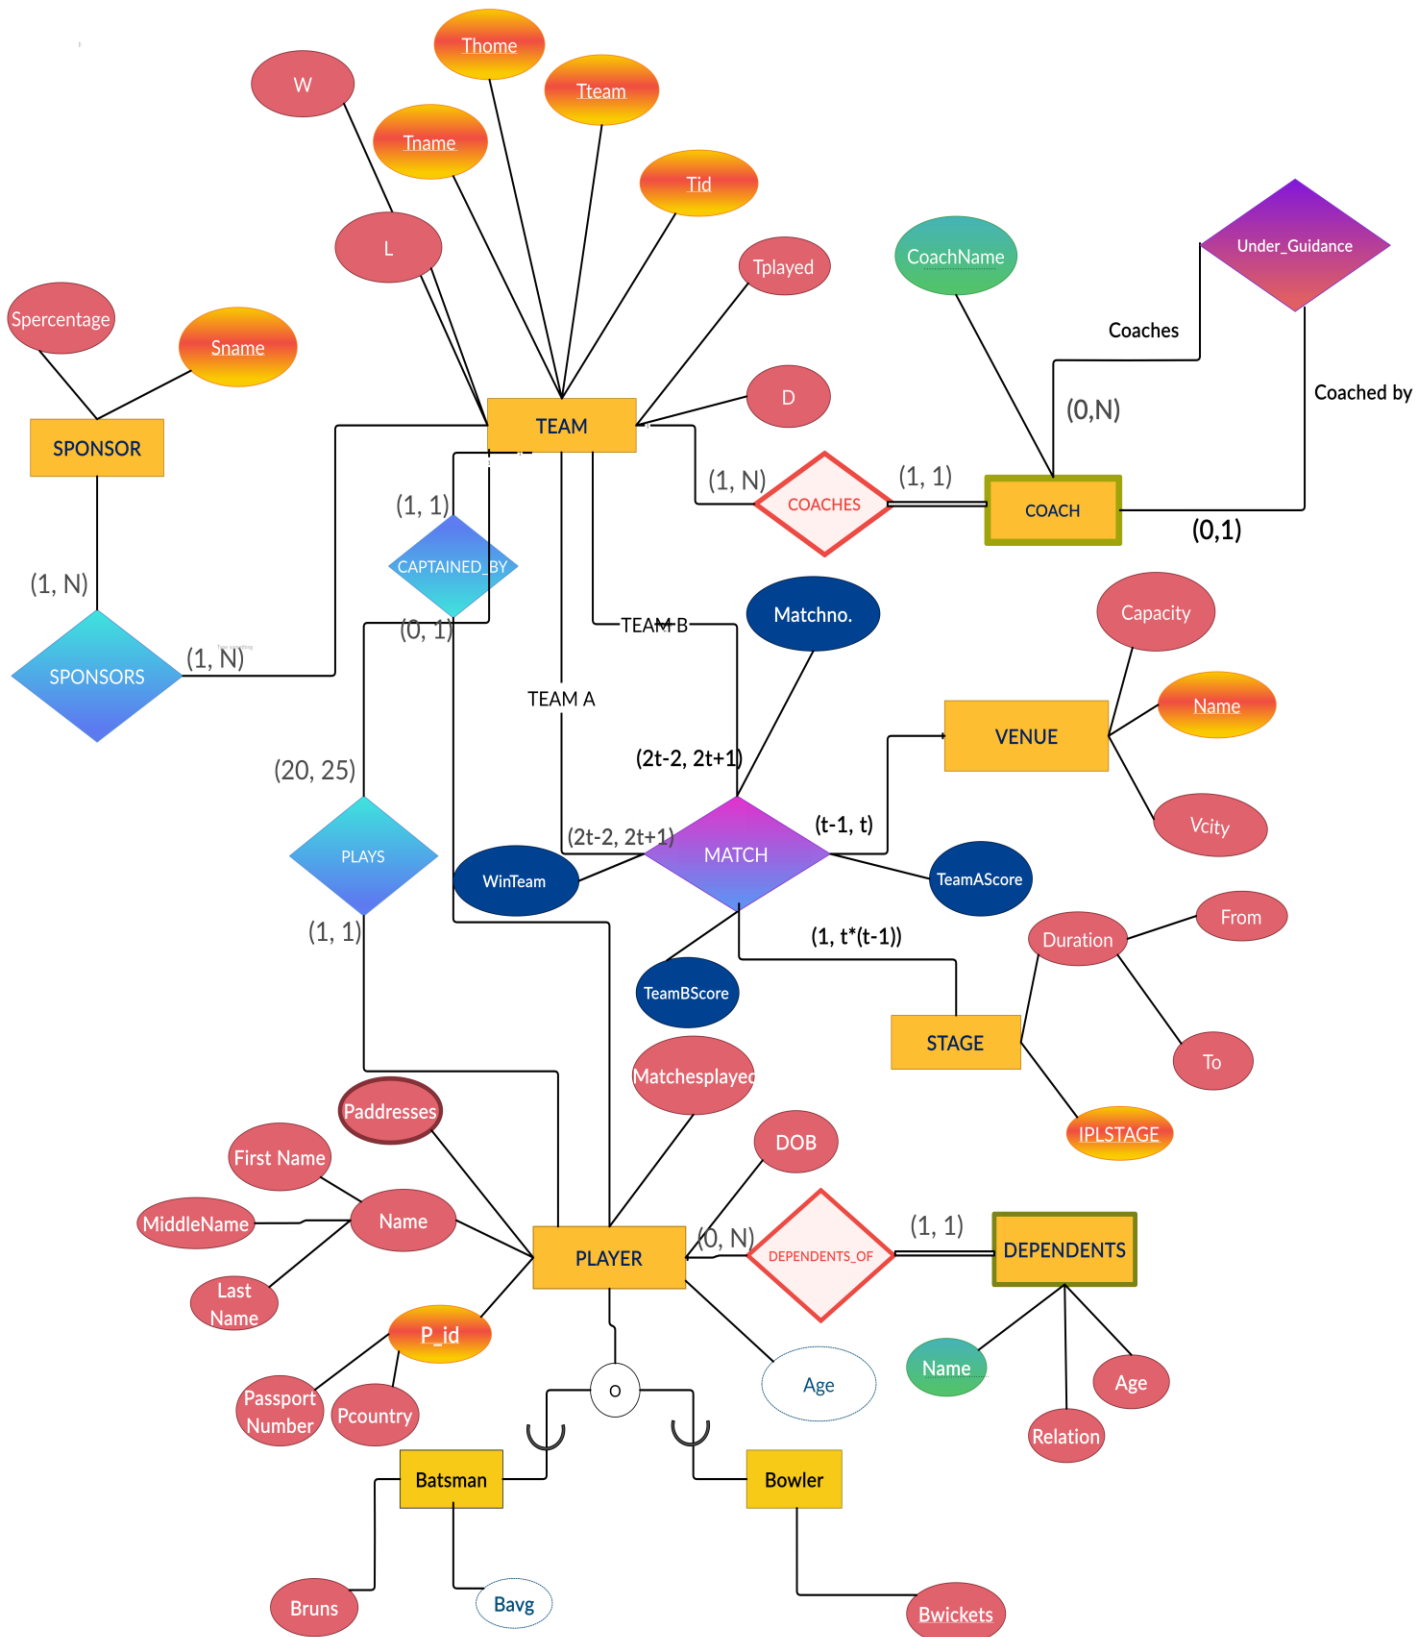 Thome
W
Tteam
Tname
Tid
L
CoachName
Under_Guidance
Tplayed
Spercentage
Sname
Coaches
Coached by
D
(0,N)
TEAM
SPONSOR
(1, N)
(1, 1)
COACHES
COACH
(1, 1)
(0,1)
CAPTAINED_BY
(1, N)
(0, 1)
TEAM B
Matchno.
Capacity
(1, N)
SPONSORS
TEAM A
Name
VENUE
(20, 25)
(2t-2, 2t+1)
(2t-2, 2t+1)
(t-1, t)
Vcity
PLAYS
MATCH
WinTeam
TeamAScore
(1, 1)
(1, t*(t-1))
From
Duration
TeamBScore
STAGE
To
Matchesplayed
Paddresses
DOB
IPLSTAGE
First Name
MiddleName
Name
(0, N)
(1, 1)
PLAYER
DEPENDENTS_OF
DEPENDENTS
Last
Name
P_id
Name
Age
Age
Passport
Number
Pcountry
O
Relation
Batsman
Bowler
Bruns
Bavg
Bwickets